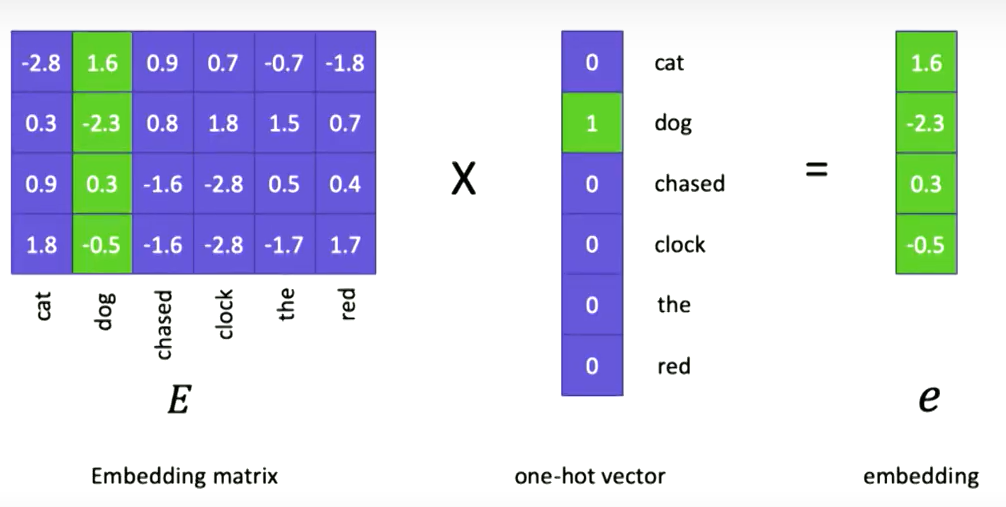 -2.8 1.6 0.9 0.7 -0.7 -1.8
0.3 -2.3 0.8 1.8 1.5 0.7
0.9 0.3 -1.6 -2.8 0.5 0.4
1.8 -0.5 -1.6 -2.8 -1.7 1.7
cat dog chased clock the red
E
Embedding matrix
X
0 cat
1 dog
0 chased
0 clock
0 the
0 red
one-hot vector
=
1.6
-2.3
0.3
-0.5
e
embedding